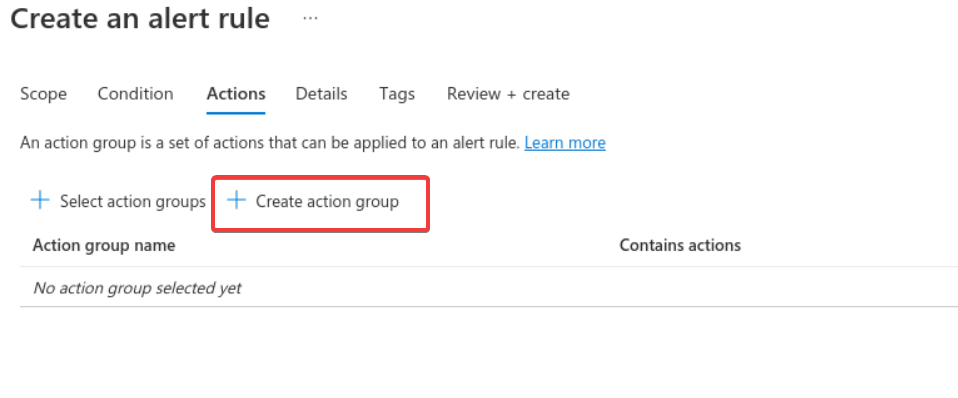 Create an alert rule ...
Scope Condition Actions Details Tags Review + create
An action group is a set of actions that can be applied to an alert rule. Learn more
+ Select action groups + Create action group
Action group name Contains actions
No action group selected yet